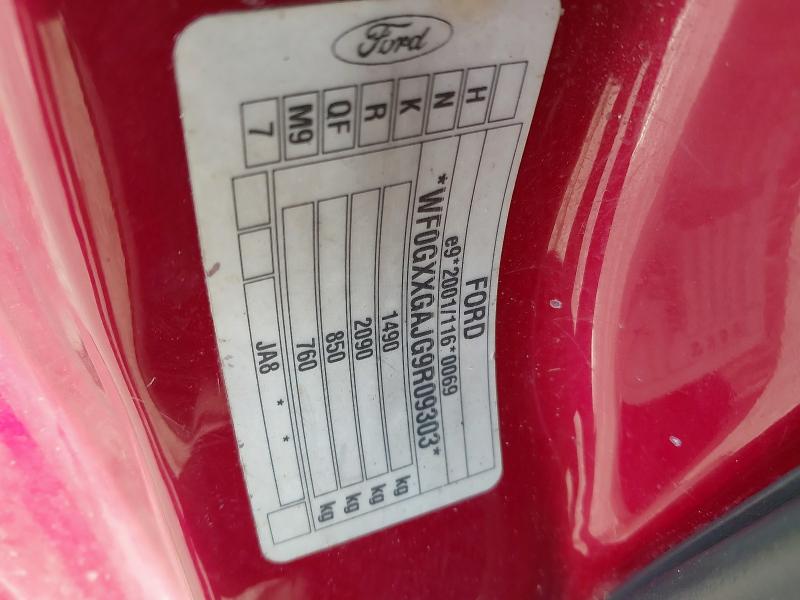 Ford
FORD
e9*2001/116*0069
*WF0GXXGAJG9R09303*
1490 kg
2090 kg
850 kg
760 kg
JA8 * *
H
N
K
R
QF
M9
7